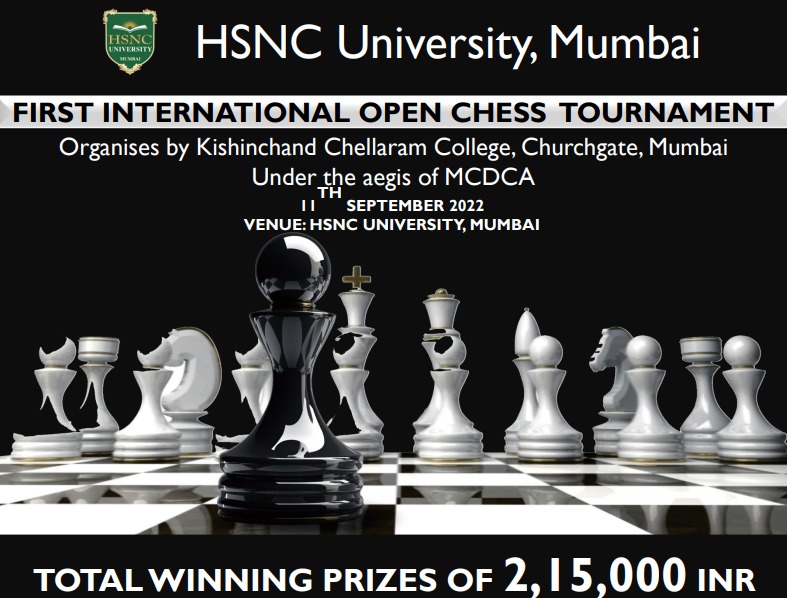 HSNC
UNIVERSITY
MUMBAI
HSNC University, Mumbai
FIRST INTERNATIONAL OPEN CHESS TOURNAMENT
Organises by Kishinchand Chellaram College, Churchgate, Mumbai
Under the aegis of MCDCA
11TH SEPTEMBER 2022
VENUE: HSNC UNIVERSITY, MUMBAI
TOTAL WINNING PRIZES OF 2,15,000 INR